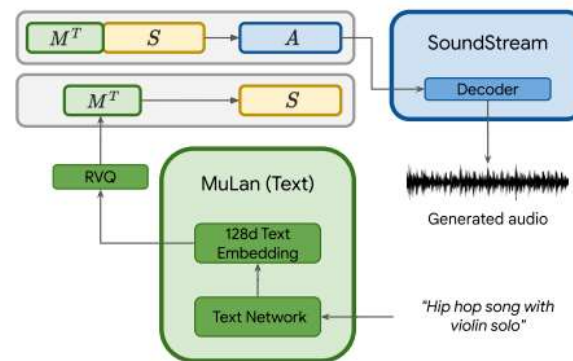 M^T S A
SoundStream
Decoder
M^T S
RVQ
MuLan (Text)
128d Text
Embedding
Text Network
Generated audio
"Hip hop song with
violin solo"